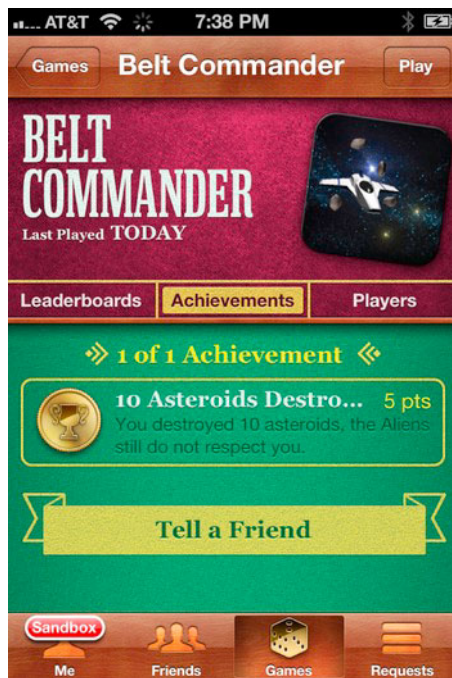 AT&T 7:38 PM
Games Belt Commander Play
BELT
COMMANDER
Last Played TODAY
Leaderboards Achievements Players
1 of 1 Achievement
10 Asteroids Destro... 5 pts
You destroyed 10 asteroids, the Aliens
still do not respect you.
Tell a Friend
Sandbox
Me Friends Games Requests